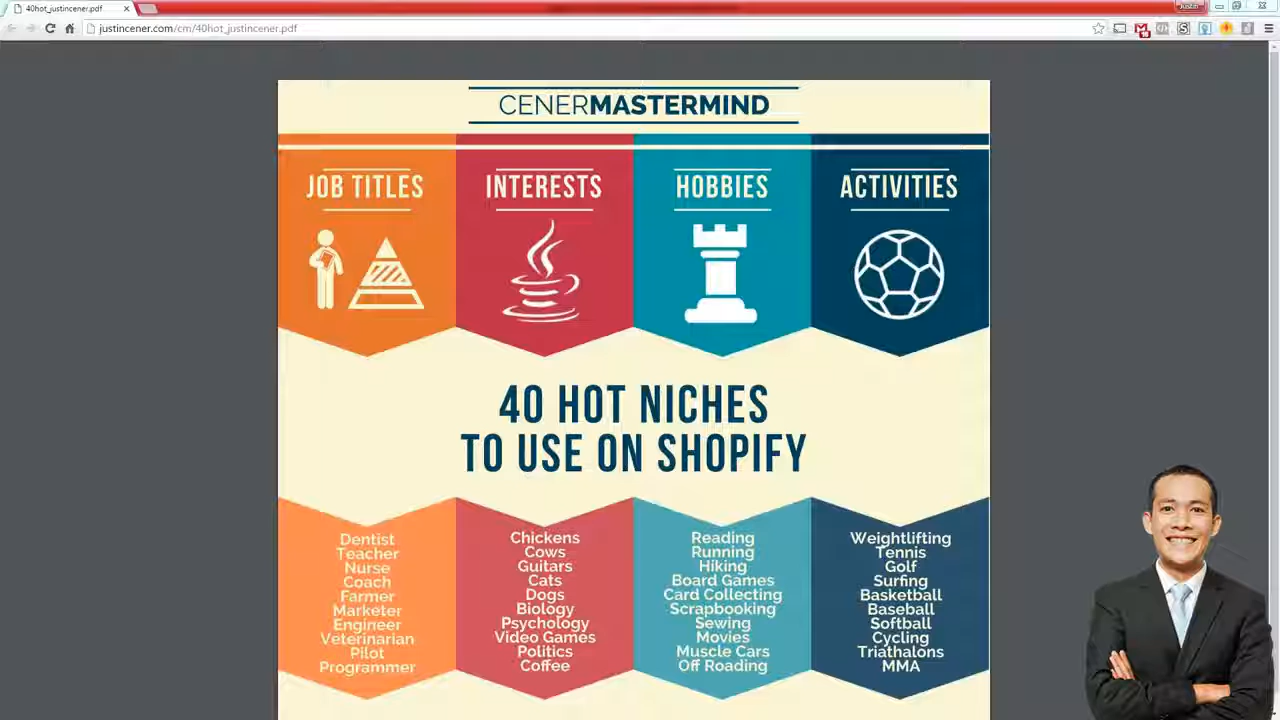 40hot_justincener.pdf
Justin
justincener.com/cm/40hot_justincener.pdf
CENERMASTERMIND
JOB TITLES
INTERESTS
HOBBIES
ACTIVITIES
40 HOT NICHES
TO USE ON SHOPIFY
Dentist
Teacher
Nurse
Coach
Farmer
Marketer
Engineer
Veterinarian
Pilot
Programmer
Chickens
Cows
Guitars
Cats
Dogs
Biology
Psychology
Video Games
Politics
Coffee
Reading
Running
Hiking
Board Games
Card Collecting
Scrapbooking
Sewing
Movies
Muscle Cars
Off Roading
Weightlifting
Tennis
Golf
Surfing
Basketball
Baseball
Softball
Cycling
Triathalons
MMA